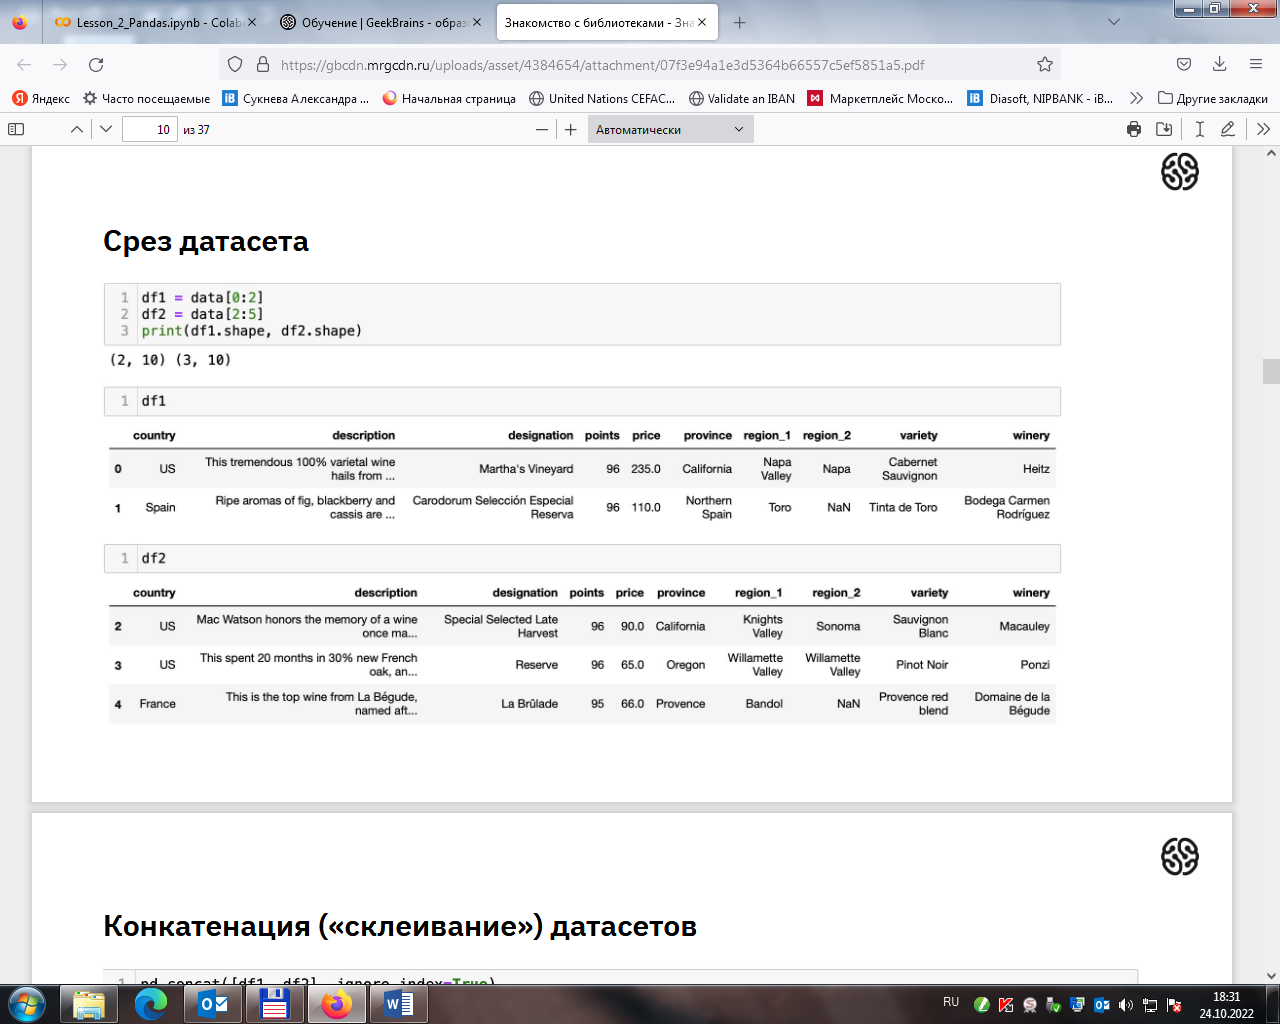 Lesson_2_Pandas.ipynb - Colab
Обучение | GeekBrains - образо
Знакомство с библиотеками - Зна
https://gbcdn.mrgcdn.ru/uploads/asset/4384654/attachment/07f3e94a1e3d5364b66557c5ef5851a5.pdf
Яндекс Часто посещаемые Сукнева Александра ... Начальная страница United Nations CEFAC... Validate an IBAN Маркетплейс Моско... Diasoft, NIPBANK - iB... Другие закладки
10 из 37 Автоматически
Срез датасета
1 df1 = data[0:2]
2 df2 = data[2:5]
3 print(df1.shape, df2.shape)
(2, 10) (3, 10)
1 df1
country description designation points price province region_1 region_2 variety winery
0 US This tremendous 100% varietal wine hails from ... Martha's Vineyard 96 235.0 California Napa Valley Napa Cabernet Sauvignon Heitz
1 Spain Ripe aromas of fig, blackberry and cassis are ... Carodorum Selección Especial Reserva 96 110.0 Northern Spain Toro NaN Tinta de Toro Bodega Carmen Rodríguez
1 df2
country description designation points price province region_1 region_2 variety winery
2 US Mac Watson honors the memory of a wine once ma... Special Selected Late Harvest 96 90.0 California Knights Valley Sonoma Sauvignon Blanc Macauley
3 US This spent 20 months in 30% new French oak, an... Reserve 96 65.0 Oregon Willamette Valley Willamette Valley Pinot Noir Ponzi
4 France This is the top wine from La Bégude, named aft... La Brûlade 95 66.0 Provence Bandol NaN Provence red blend Domaine de la Bégude
Конкатенация («склеивание») датасетов
1 pd.concat([df1, df2], ignore_index=True)
RU
18:31
24.10.2022